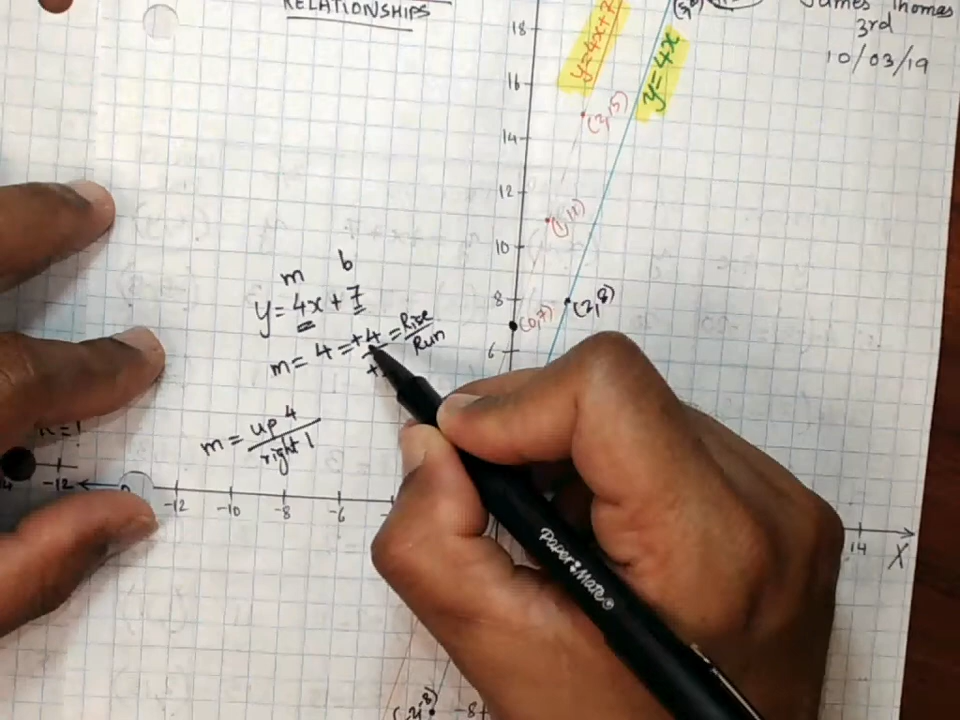 RELATIONSHIPS
James Thomas
3rd
10/03/19
y=4x+7
y=4x
18
16
14
12
10
8
6
(2,15)
(1,11)
(0,7)
(2,8)
m b
y = 4x + 7
m = 4 = +4 = Rise
Run
m = up 4
right 1
-12
-12 -10 -8 -6
14
X
-8
Paper Mate